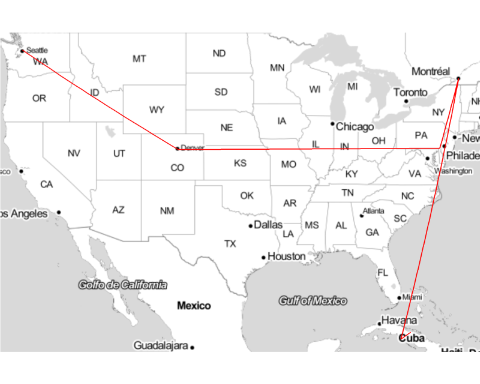 Seattle
WA
MT
ND
MN
Montréal
OR
ID
WY
SD
WI
MI
Toronto
NY
NH
IA
Chicago
NE
Denver
IL
IN
OH
PA
New
Philade
NV
UT
CO
KS
MO
KY
VA
Washington
sco
CA
OK
TN
NC
os Angeles
AZ
NM
AR
Atlanta
SC
Dallas
MS
AL
GA
TX
LA
Houston
FL
Golfo de California
Gulf of Mexico
Miami
Mexico
Havana
Cuba
Guadalajara